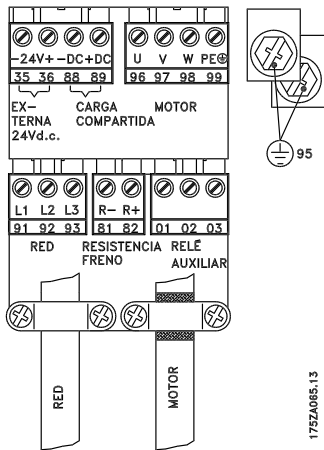 -24V+ -DC+DC
35 36 88 89
EX-
TERNA
24Vd.c.
CARGA
COMPARTIDA
U V W PE
96 97 98 99
MOTOR
95
L1 L2 L3
91 92 93
RED
R- R+
81 82
RESISTENCIA
FRENO
01 02 03
RELÉ
AUXILIAR
RED
MOTOR
175ZA065.13